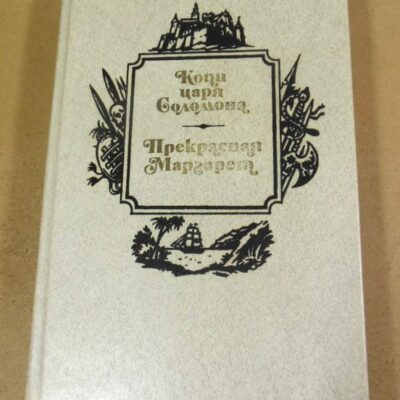 Копи
царя
Соломона
Прекрасная
Маргарет